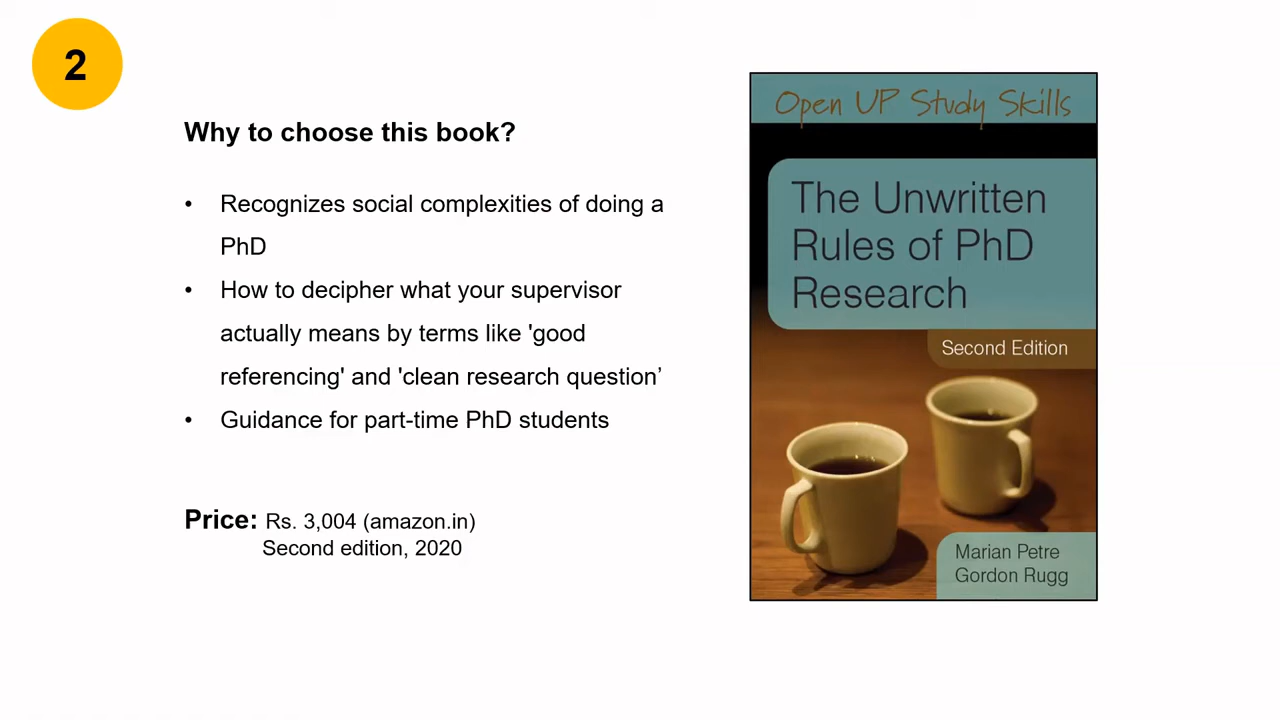 2
Why to choose this book?
• Recognizes social complexities of doing a
PhD
• How to decipher what your supervisor
actually means by terms like 'good
referencing' and 'clean research question’
• Guidance for part-time PhD students
Price: Rs. 3,004 (amazon.in)
Second edition, 2020
Open UP Study Skills
The Unwritten
Rules of PhD
Research
Second Edition
Marian Petre
Gordon Rugg